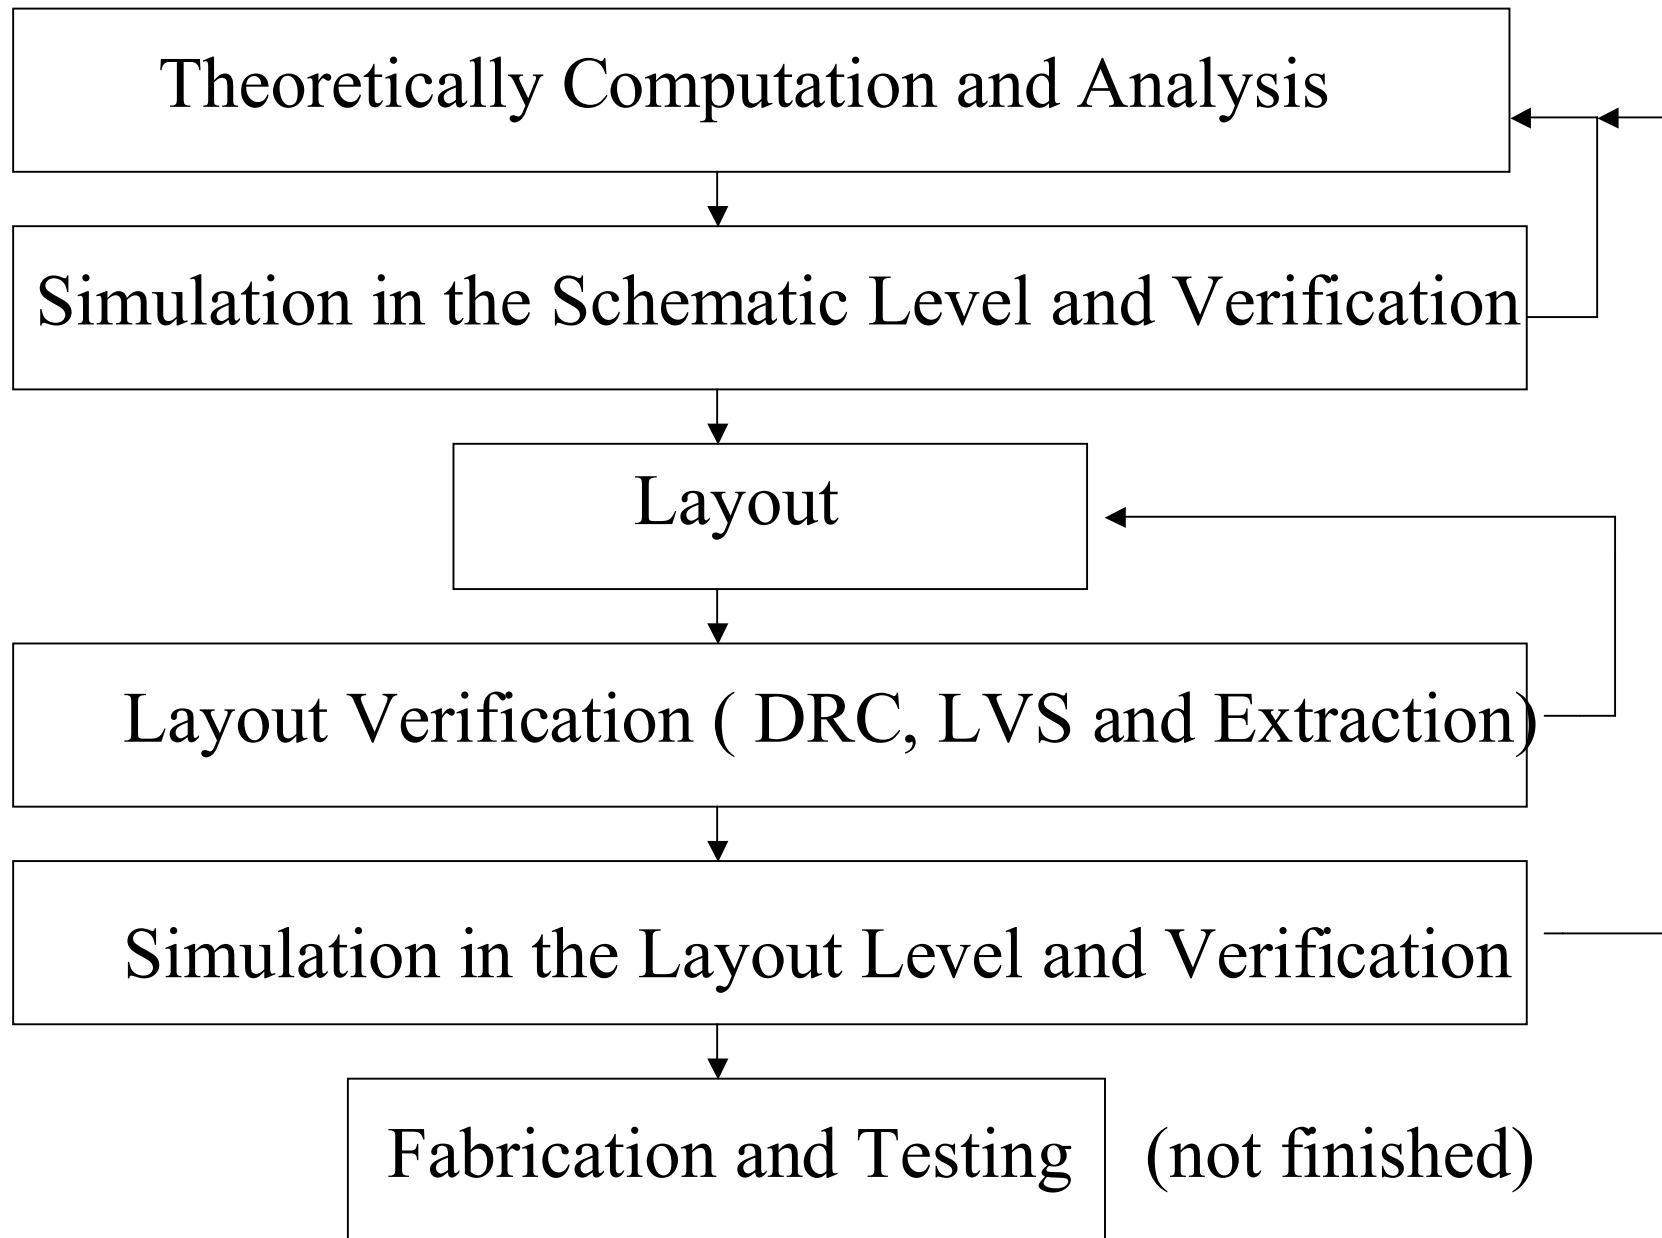 Theoretically Computation and Analysis
Simulation in the Schematic Level and Verification
Layout
Layout Verification ( DRC, LVS and Extraction)
Simulation in the Layout Level and Verification
Fabrication and Testing (not finished)